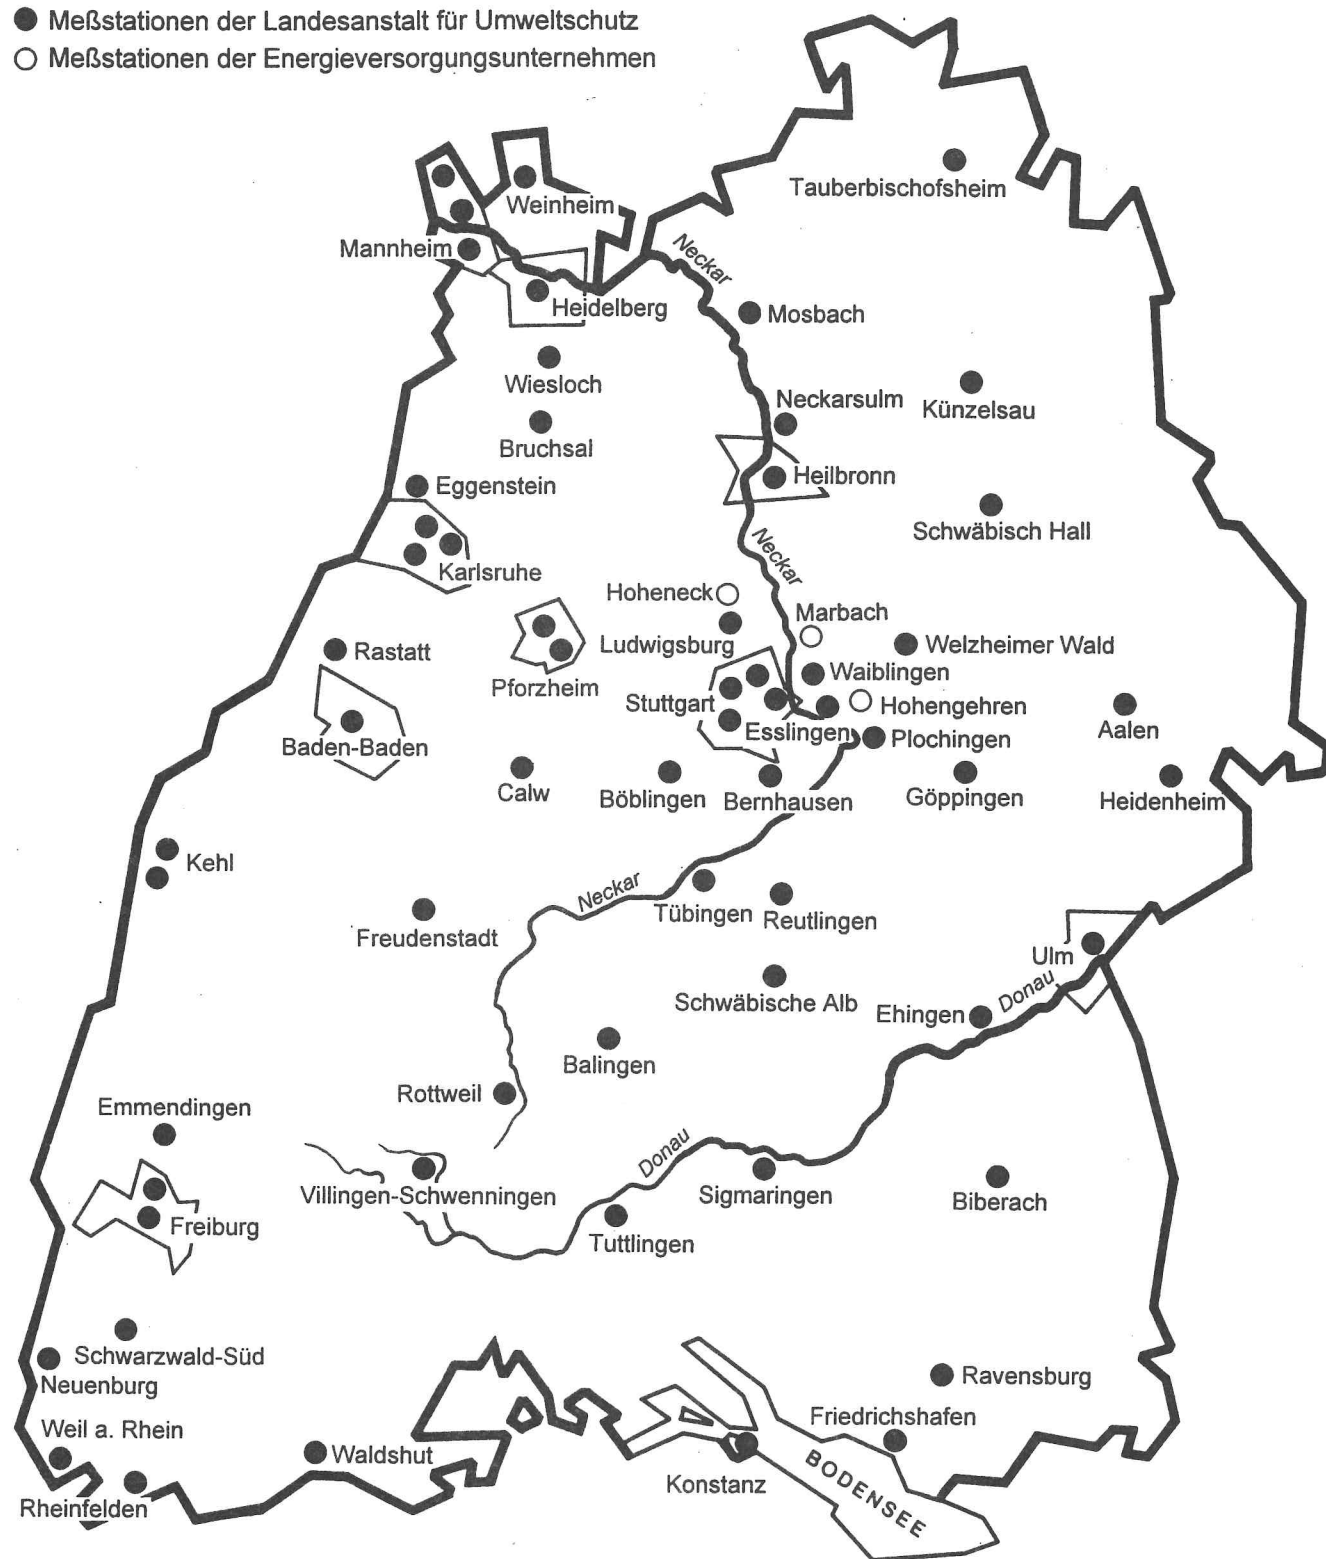 Meßstationen der Landesanstalt für Umweltschutz
Meßstationen der Energieversorgungsunternehmen
Tauberbischofsheim
Weinheim
Mannheim
Neckar
Heidelberg
Mosbach
Wiesloch
Neckarsulm
Künzelsau
Bruchsal
Heilbronn
Eggenstein
Schwäbisch Hall
Neckar
Karlsruhe
Hoheneck
Marbach
Ludwigsburg
Welzheimer Wald
Rastatt
Waiblingen
Pforzheim
Stuttgart
Hohengehren
Esslingen
Aalen
Plochingen
Baden-Baden
Calw
Böblingen
Bernhausen
Göppingen
Heidenheim
Kehl
Neckar
Tübingen
Reutlingen
Freudenstadt
Ulm
Donau
Schwäbische Alb
Ehingen
Balingen
Rottweil
Emmendingen
Donau
Villingen-Schwenningen
Sigmaringen
Biberach
Freiburg
Tuttlingen
Schwarzwald-Süd
Neuenburg
Ravensburg
Friedrichshafen
Weil a. Rhein
Waldshut
Konstanz
BODENSEE
Rheinfelden